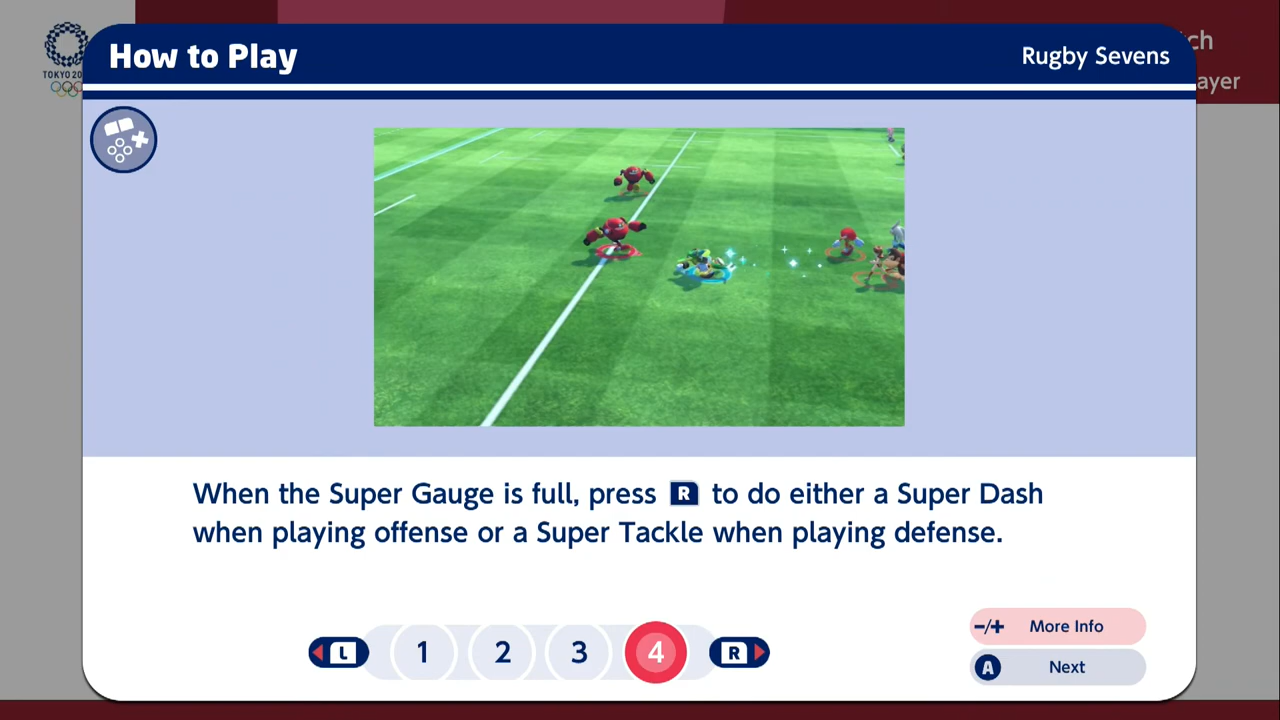 How to Play
Rugby Sevens
TOKYO 20
tch
ayer
When the Super Gauge is full, press R to do either a Super Dash
when playing offense or a Super Tackle when playing defense.
L 1 2 3 4 R
-/+ More Info
A Next